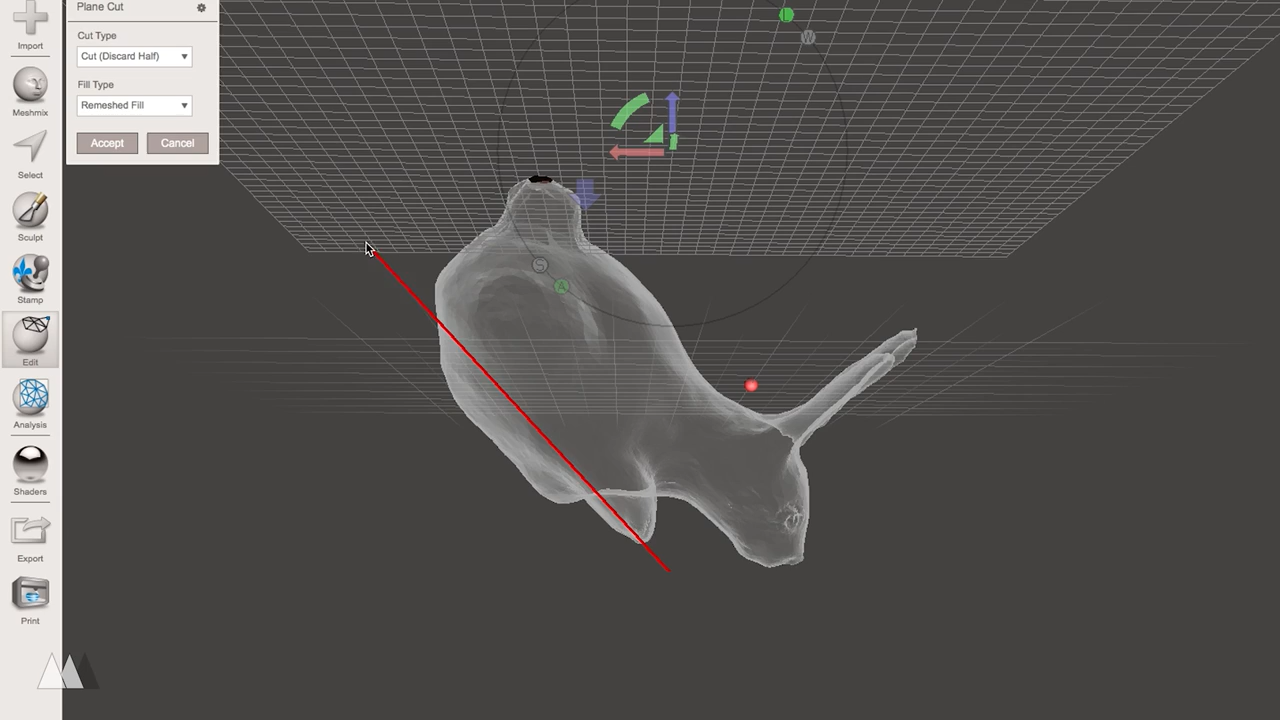 Plane Cut
Cut Type
Cut (Discard Half)
Fill Type
Remeshed Fill
Accept
Cancel
Import
Meshmix
Select
Sculpt
Stamp
Edit
Analysis
Shaders
Export
Print
L
W
S
A